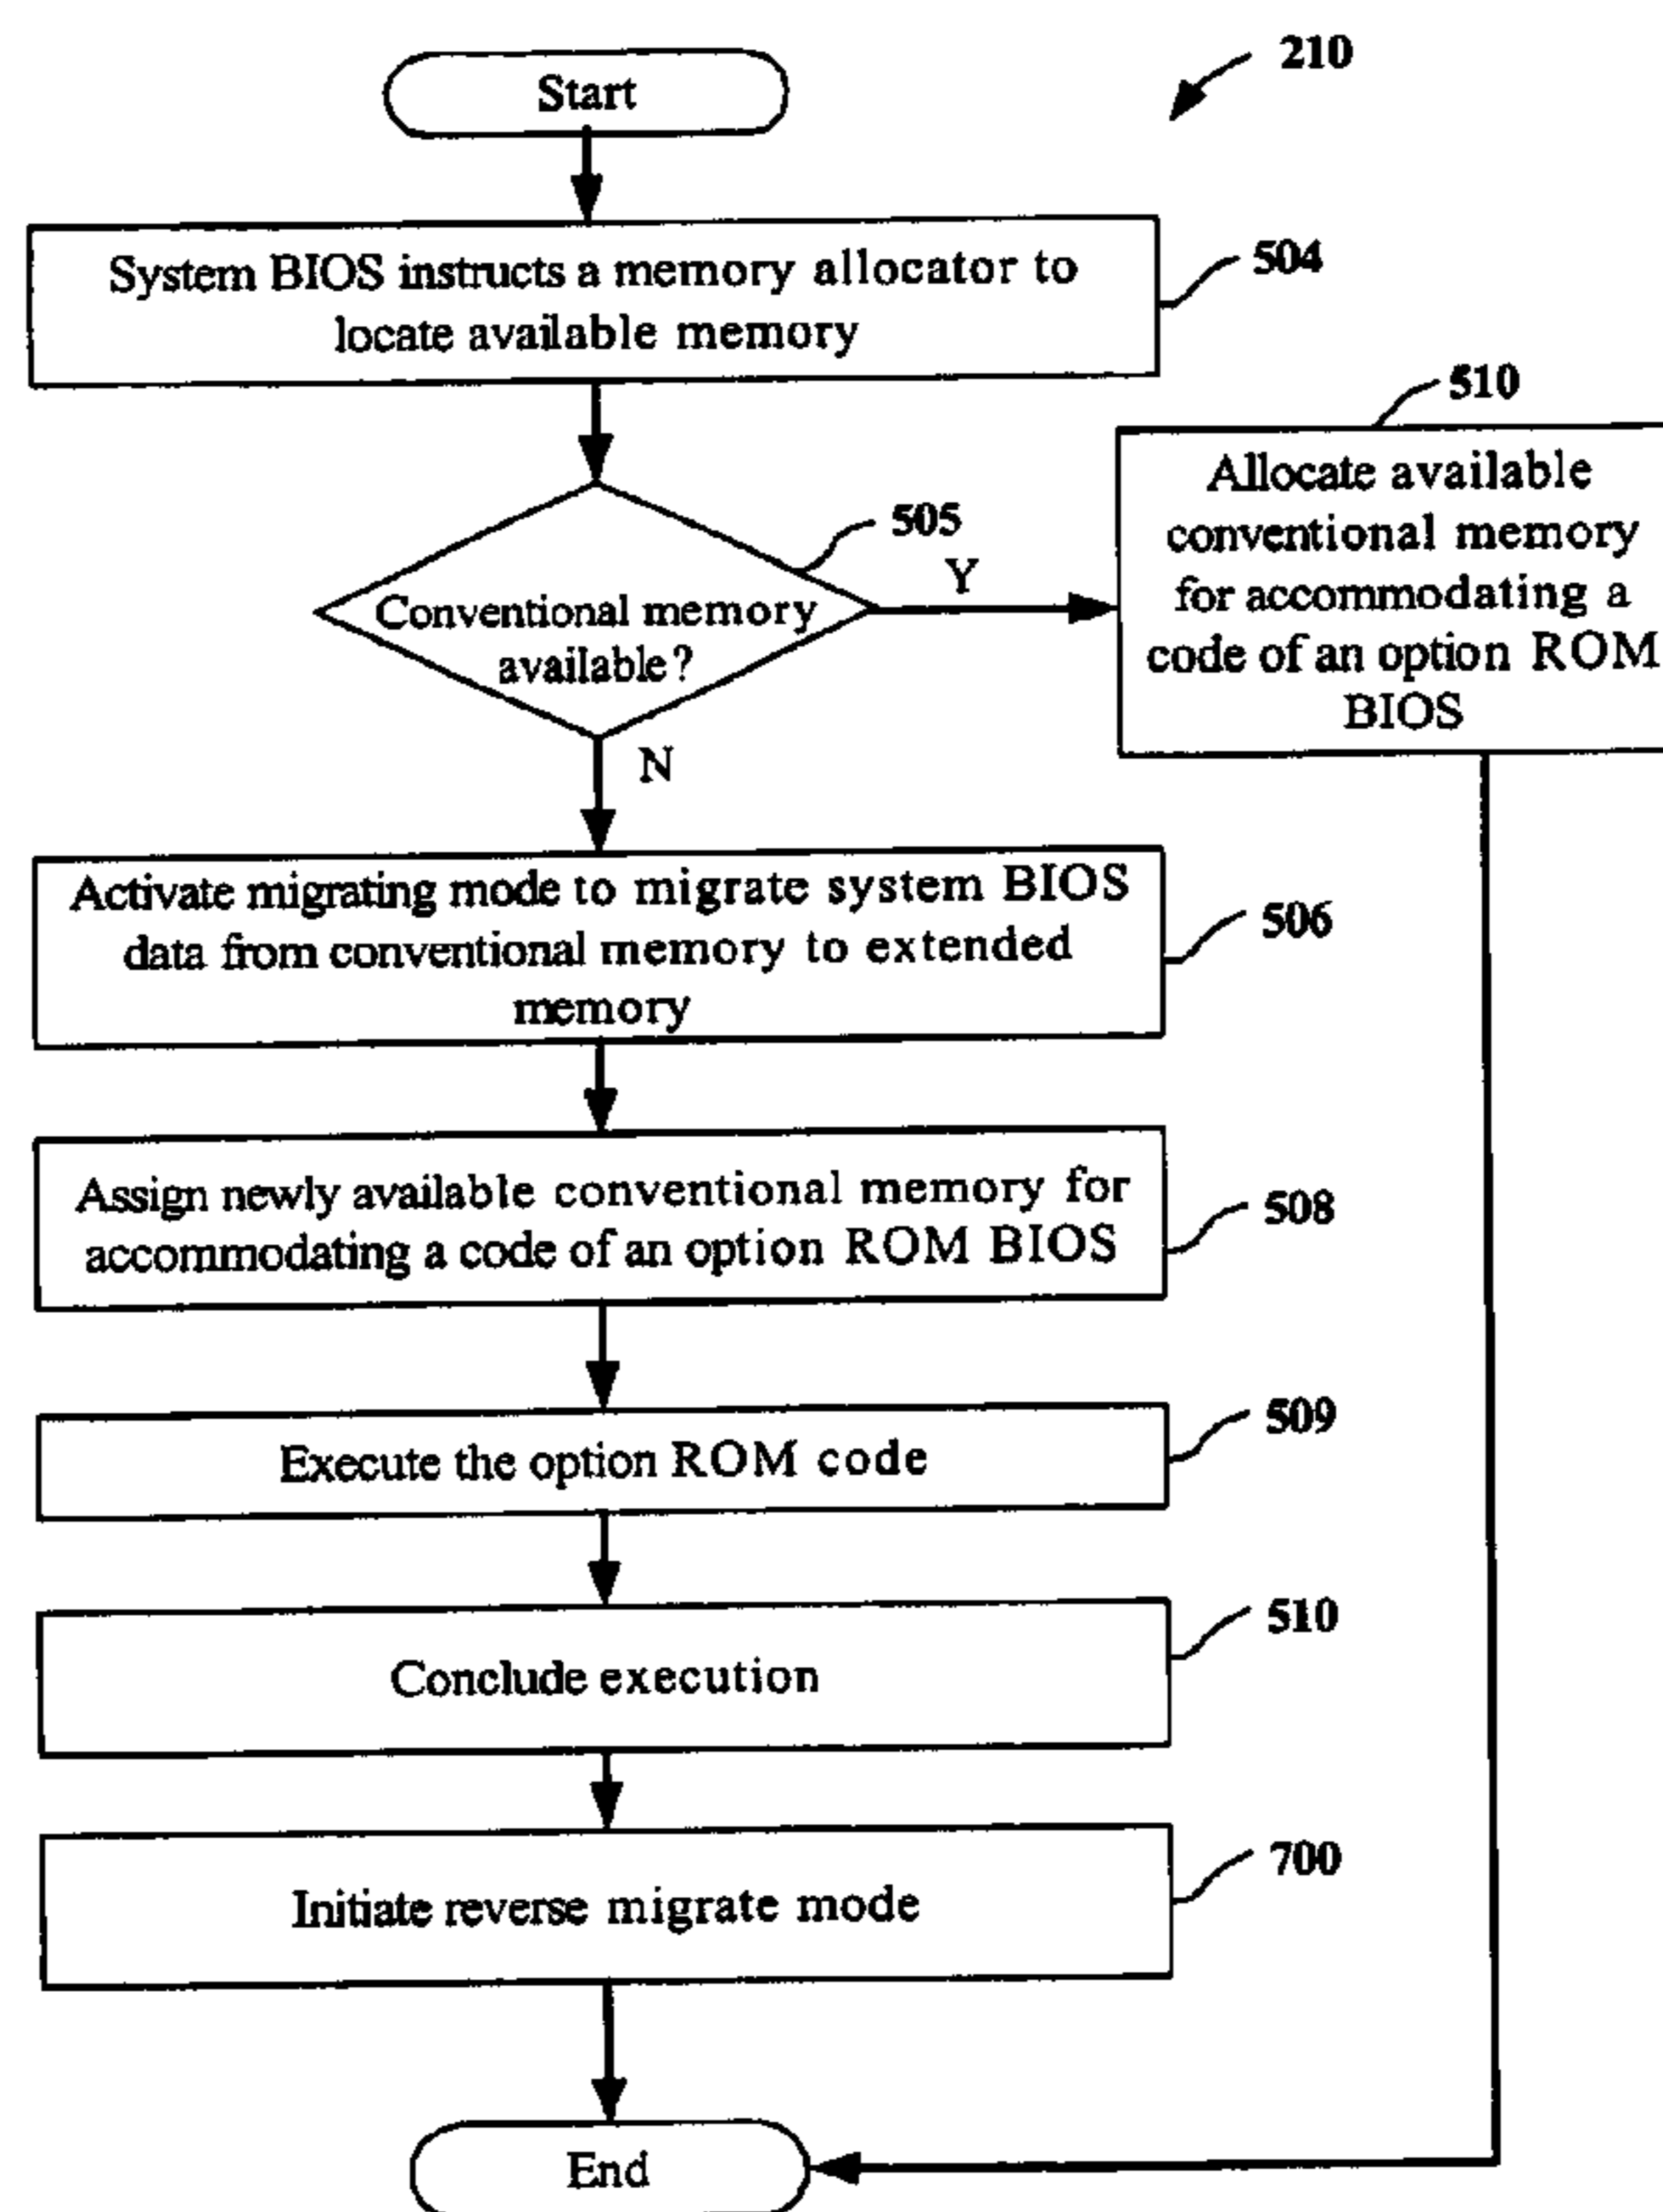 210
Start
System BIOS instructs a memory allocator to
locate available memory
504
510
Allocate available
conventional memory
for accommodating a
code of an option ROM
BIOS
505
Conventional memory
available?
Y
N
Activate migrating mode to migrate system BIOS
data from conventional memory to extended
memory
506
Assign newly available conventional memory for
accommodating a code of an option ROM BIOS
508
Execute the option ROM code
509
Conclude execution
510
Initiate reverse migrate mode
700
End